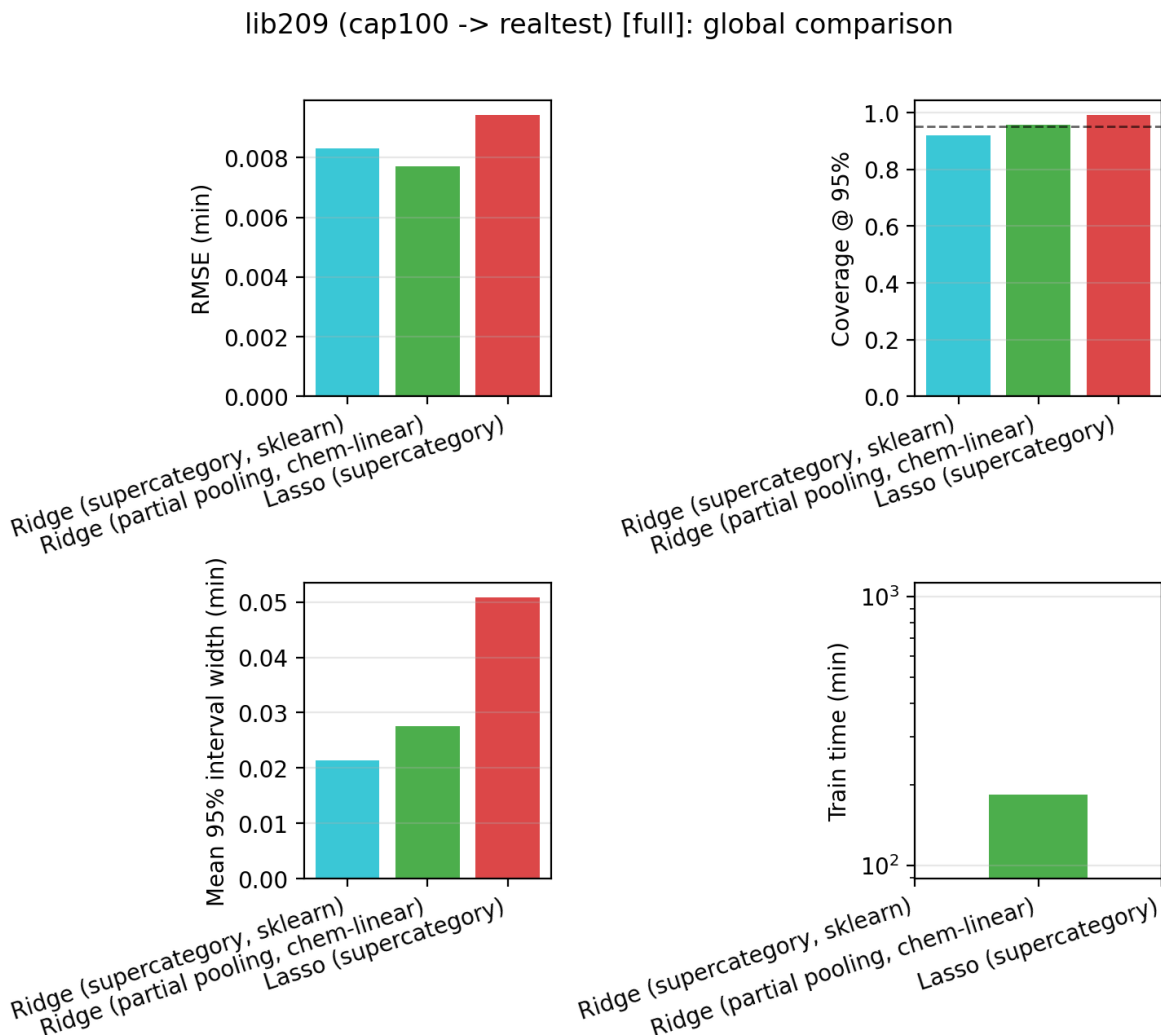 lib209 (cap100 -> realtest) [full]: global comparison
RMSE (min)
0.008
0.006
0.004
0.002
0.000
Ridge (supercategory, sklearn)
Ridge (partial pooling, chem-linear)
Lasso (supercategory)
Coverage @ 95%
1.0
0.8
0.6
0.4
0.2
0.0
Ridge (supercategory, sklearn)
Ridge (partial pooling, chem-linear)
Lasso (supercategory)
Mean 95% interval width (min)
0.05
0.04
0.03
0.02
0.01
0.00
Ridge (supercategory, sklearn)
Ridge (partial pooling, chem-linear)
Lasso (supercategory)
Train time (min)
10³
10²
Ridge (supercategory, sklearn)
Ridge (partial pooling, chem-linear)
Lasso (supercategory)